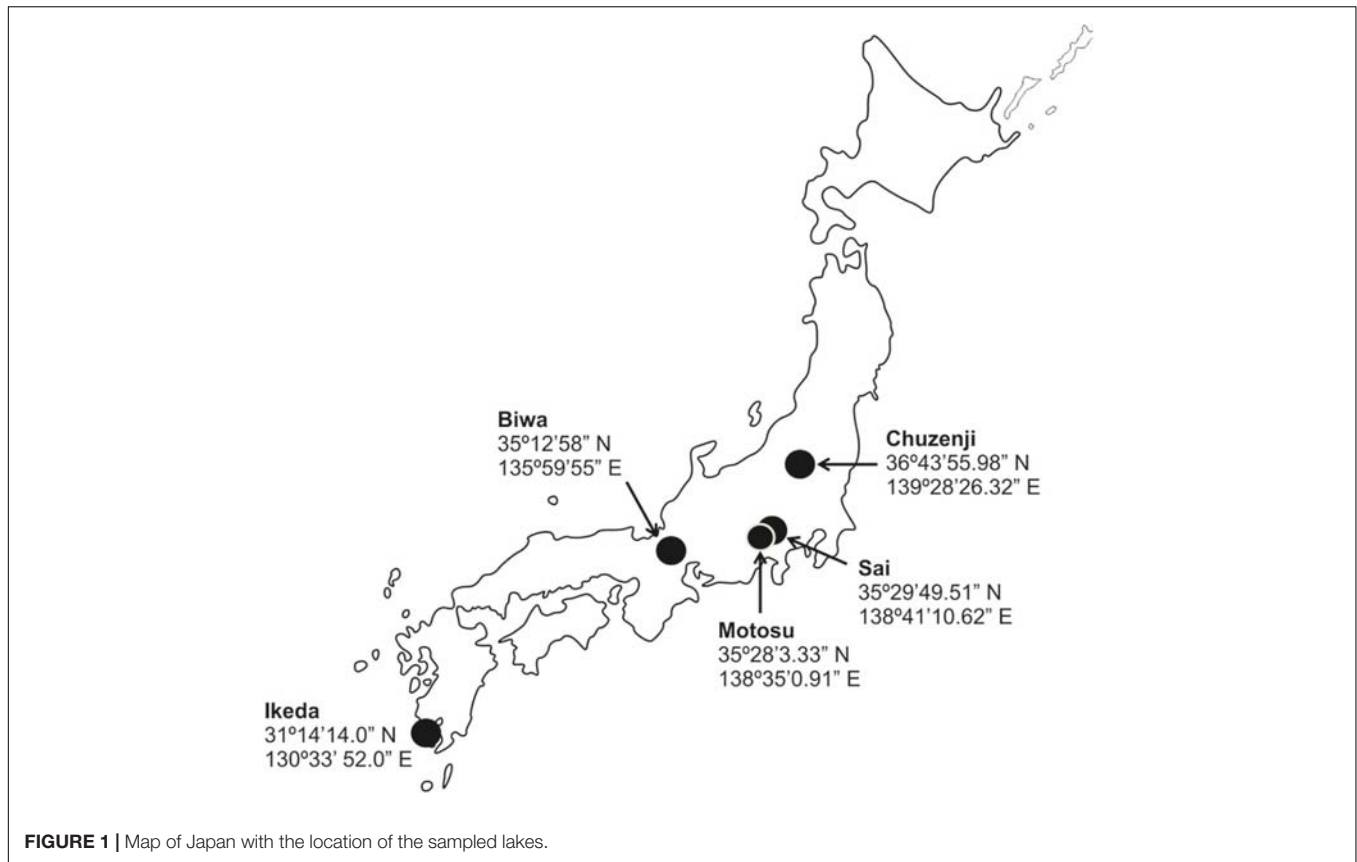 Biwa
35º12'58” N
135º59'55” E
Chuzenji
36º43'55.98” N
139º28'26.32” E
Sai
35º29'49.51” N
138º41'10.62” E
Motosu
35º28'3.33” N
138º35'0.91” E
Ikeda
31º14'14.0” N
130º33' 52.0” E
FIGURE 1 | Map of Japan with the location of the sampled lakes.